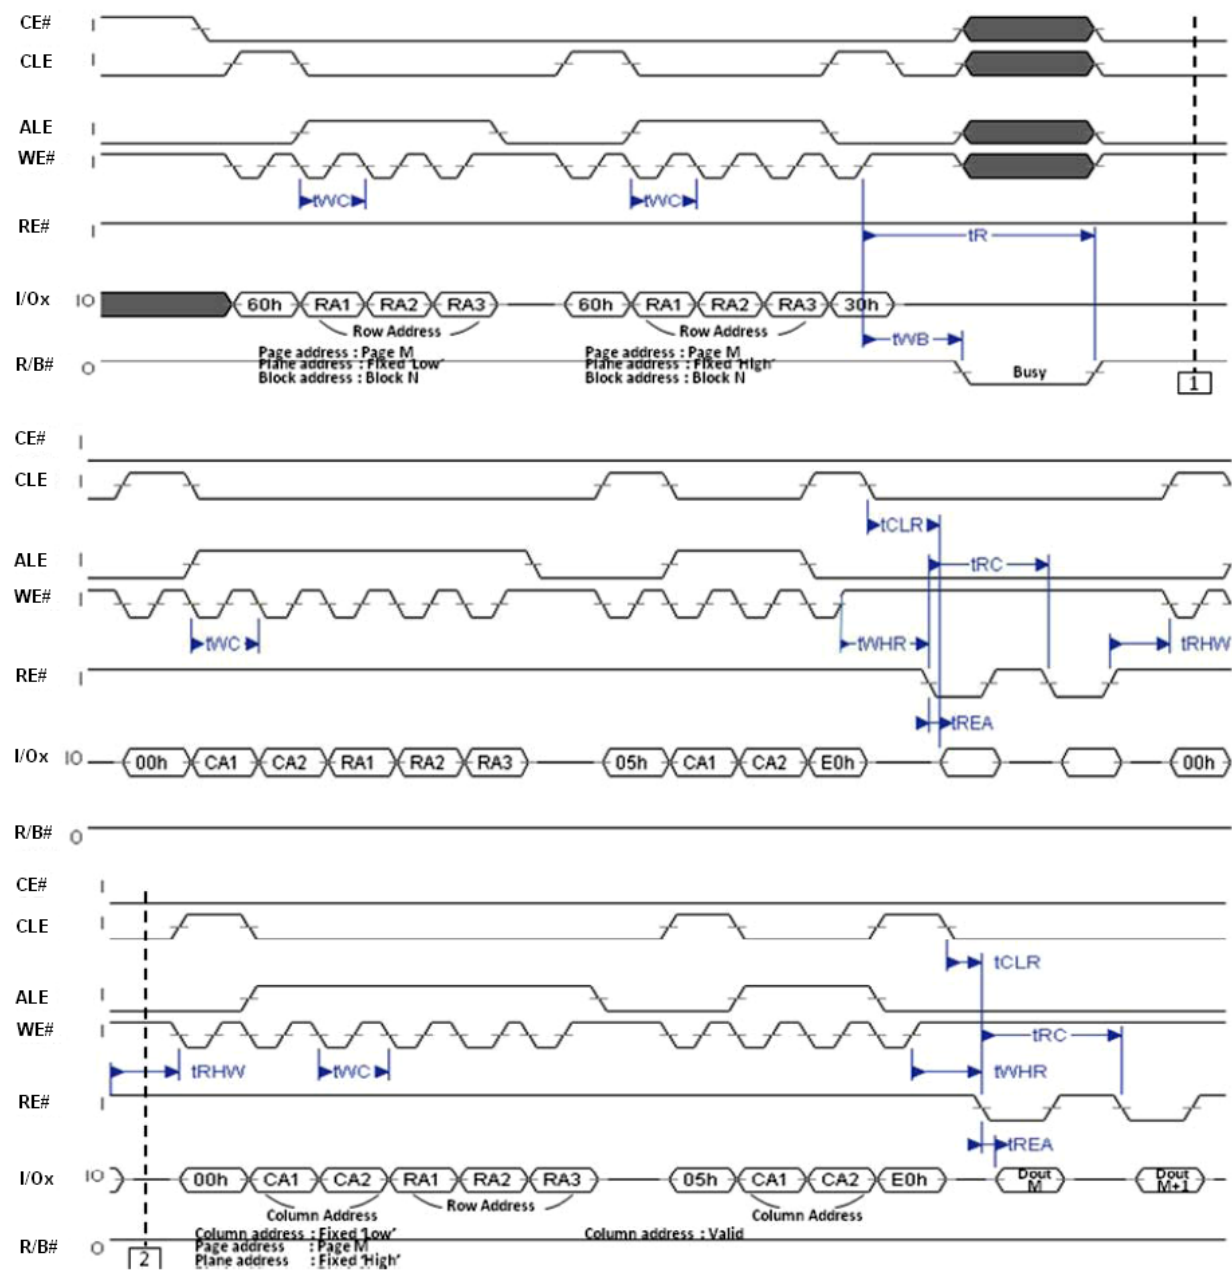 CE#
CLE
ALE
WE#
tWC tWC
RE#
tR
I/Ox IO 60h RA1 RA2 RA3 60h RA1 RA2 RA3 30h
Row Address Row Address
tWB
Page address : Page M Page address : Page M
Plane address : Fixed 'Low' Plane address : Fixed 'High'
Block address : Block N Block address : Block N
R/B# O Busy
1
CE#
CLE
tCLR
ALE
tRC
WE#
tWC tWHR tRHW
RE#
tREA
I/Ox IO 00h CA1 CA2 RA1 RA2 RA3 05h CA1 CA2 E0h 00h
R/B# O
CE#
CLE
tCLR
ALE
WE#
tRC
tRHW tWC tWHR
RE#
tREA
I/Ox IO 00h CA1 CA2 RA1 RA2 RA3 05h CA1 CA2 E0h Dout M Dout M+1
Column Address Row Address Column Address
Column address : Fixed 'Low' Column address : Valid
R/B# O Page address : Page M
2 Plane address : Fixed 'High'